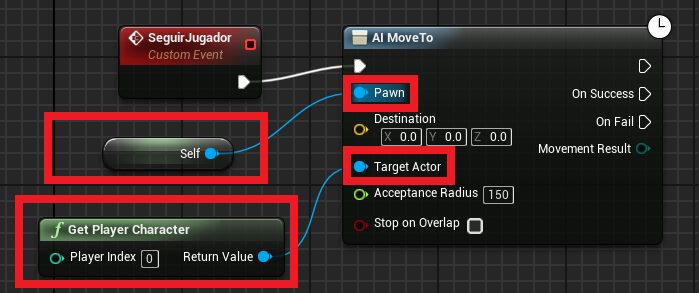 SeguirJugador
Custom Event
AI MoveTo
Pawn
On Success
Destination
X 0.0 Y 0.0 Z 0.0
On Fail
Movement Result
Self
Target Actor
Acceptance Radius 150
Stop on Overlap
f Get Player Character
Player Index 0 Return Value